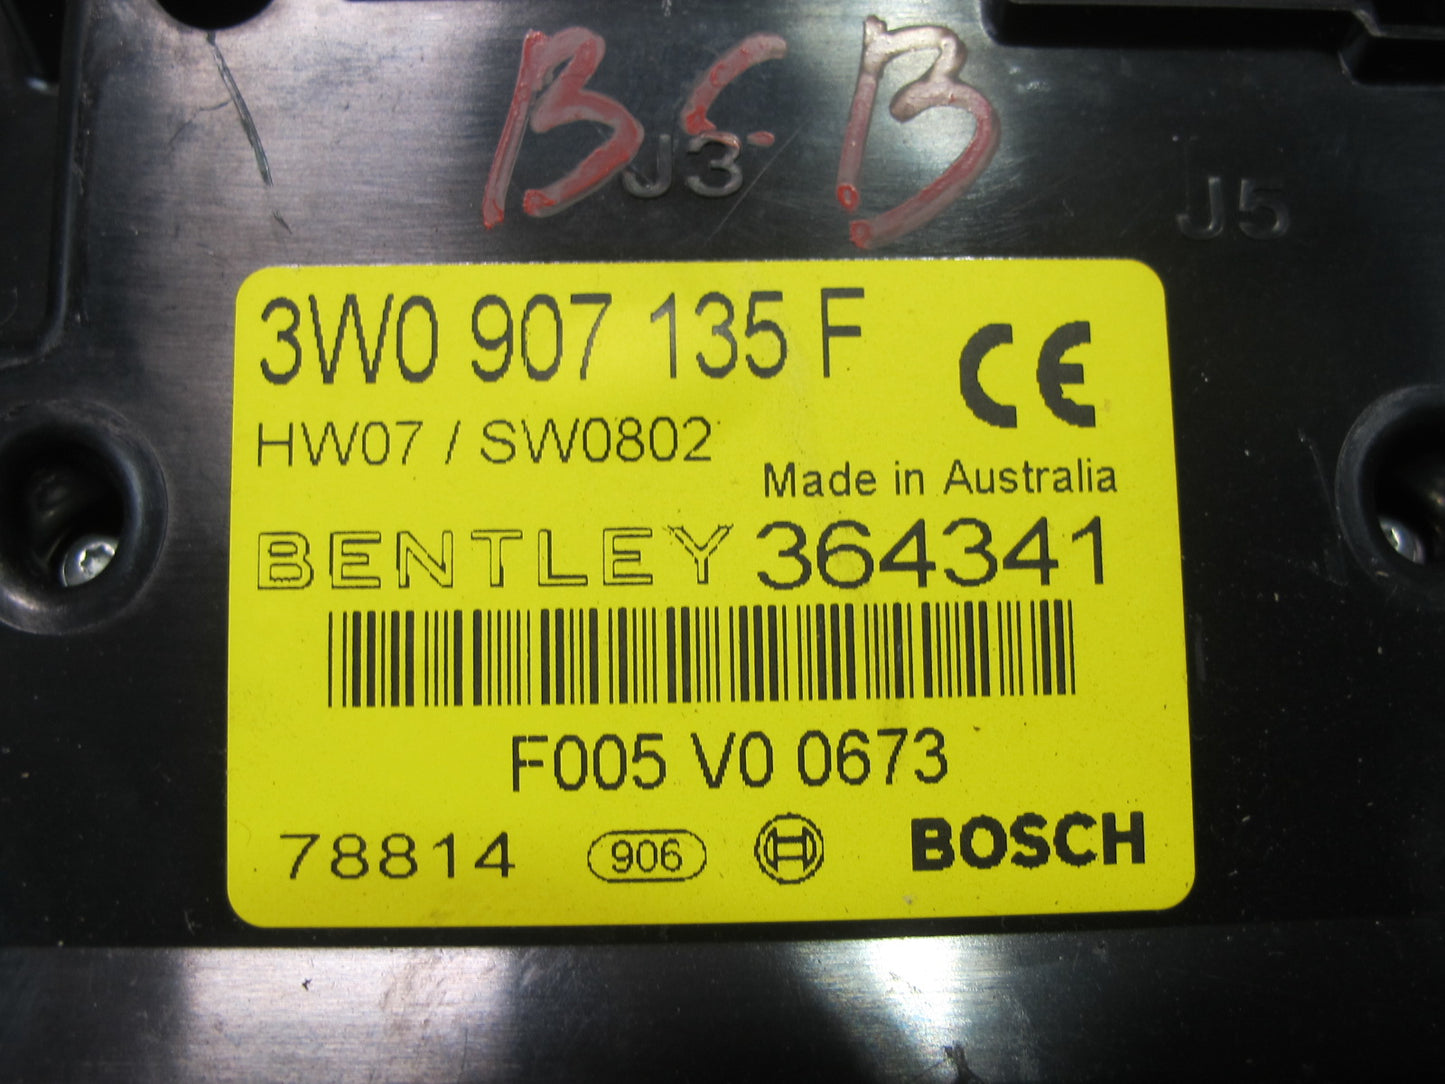 BCB
J3
J5
3W0 907 135 F
CE
HW07 / SW0802
Made in Australia
BENTLEY 364341
F005 V0 0673
78814 906 BOSCH